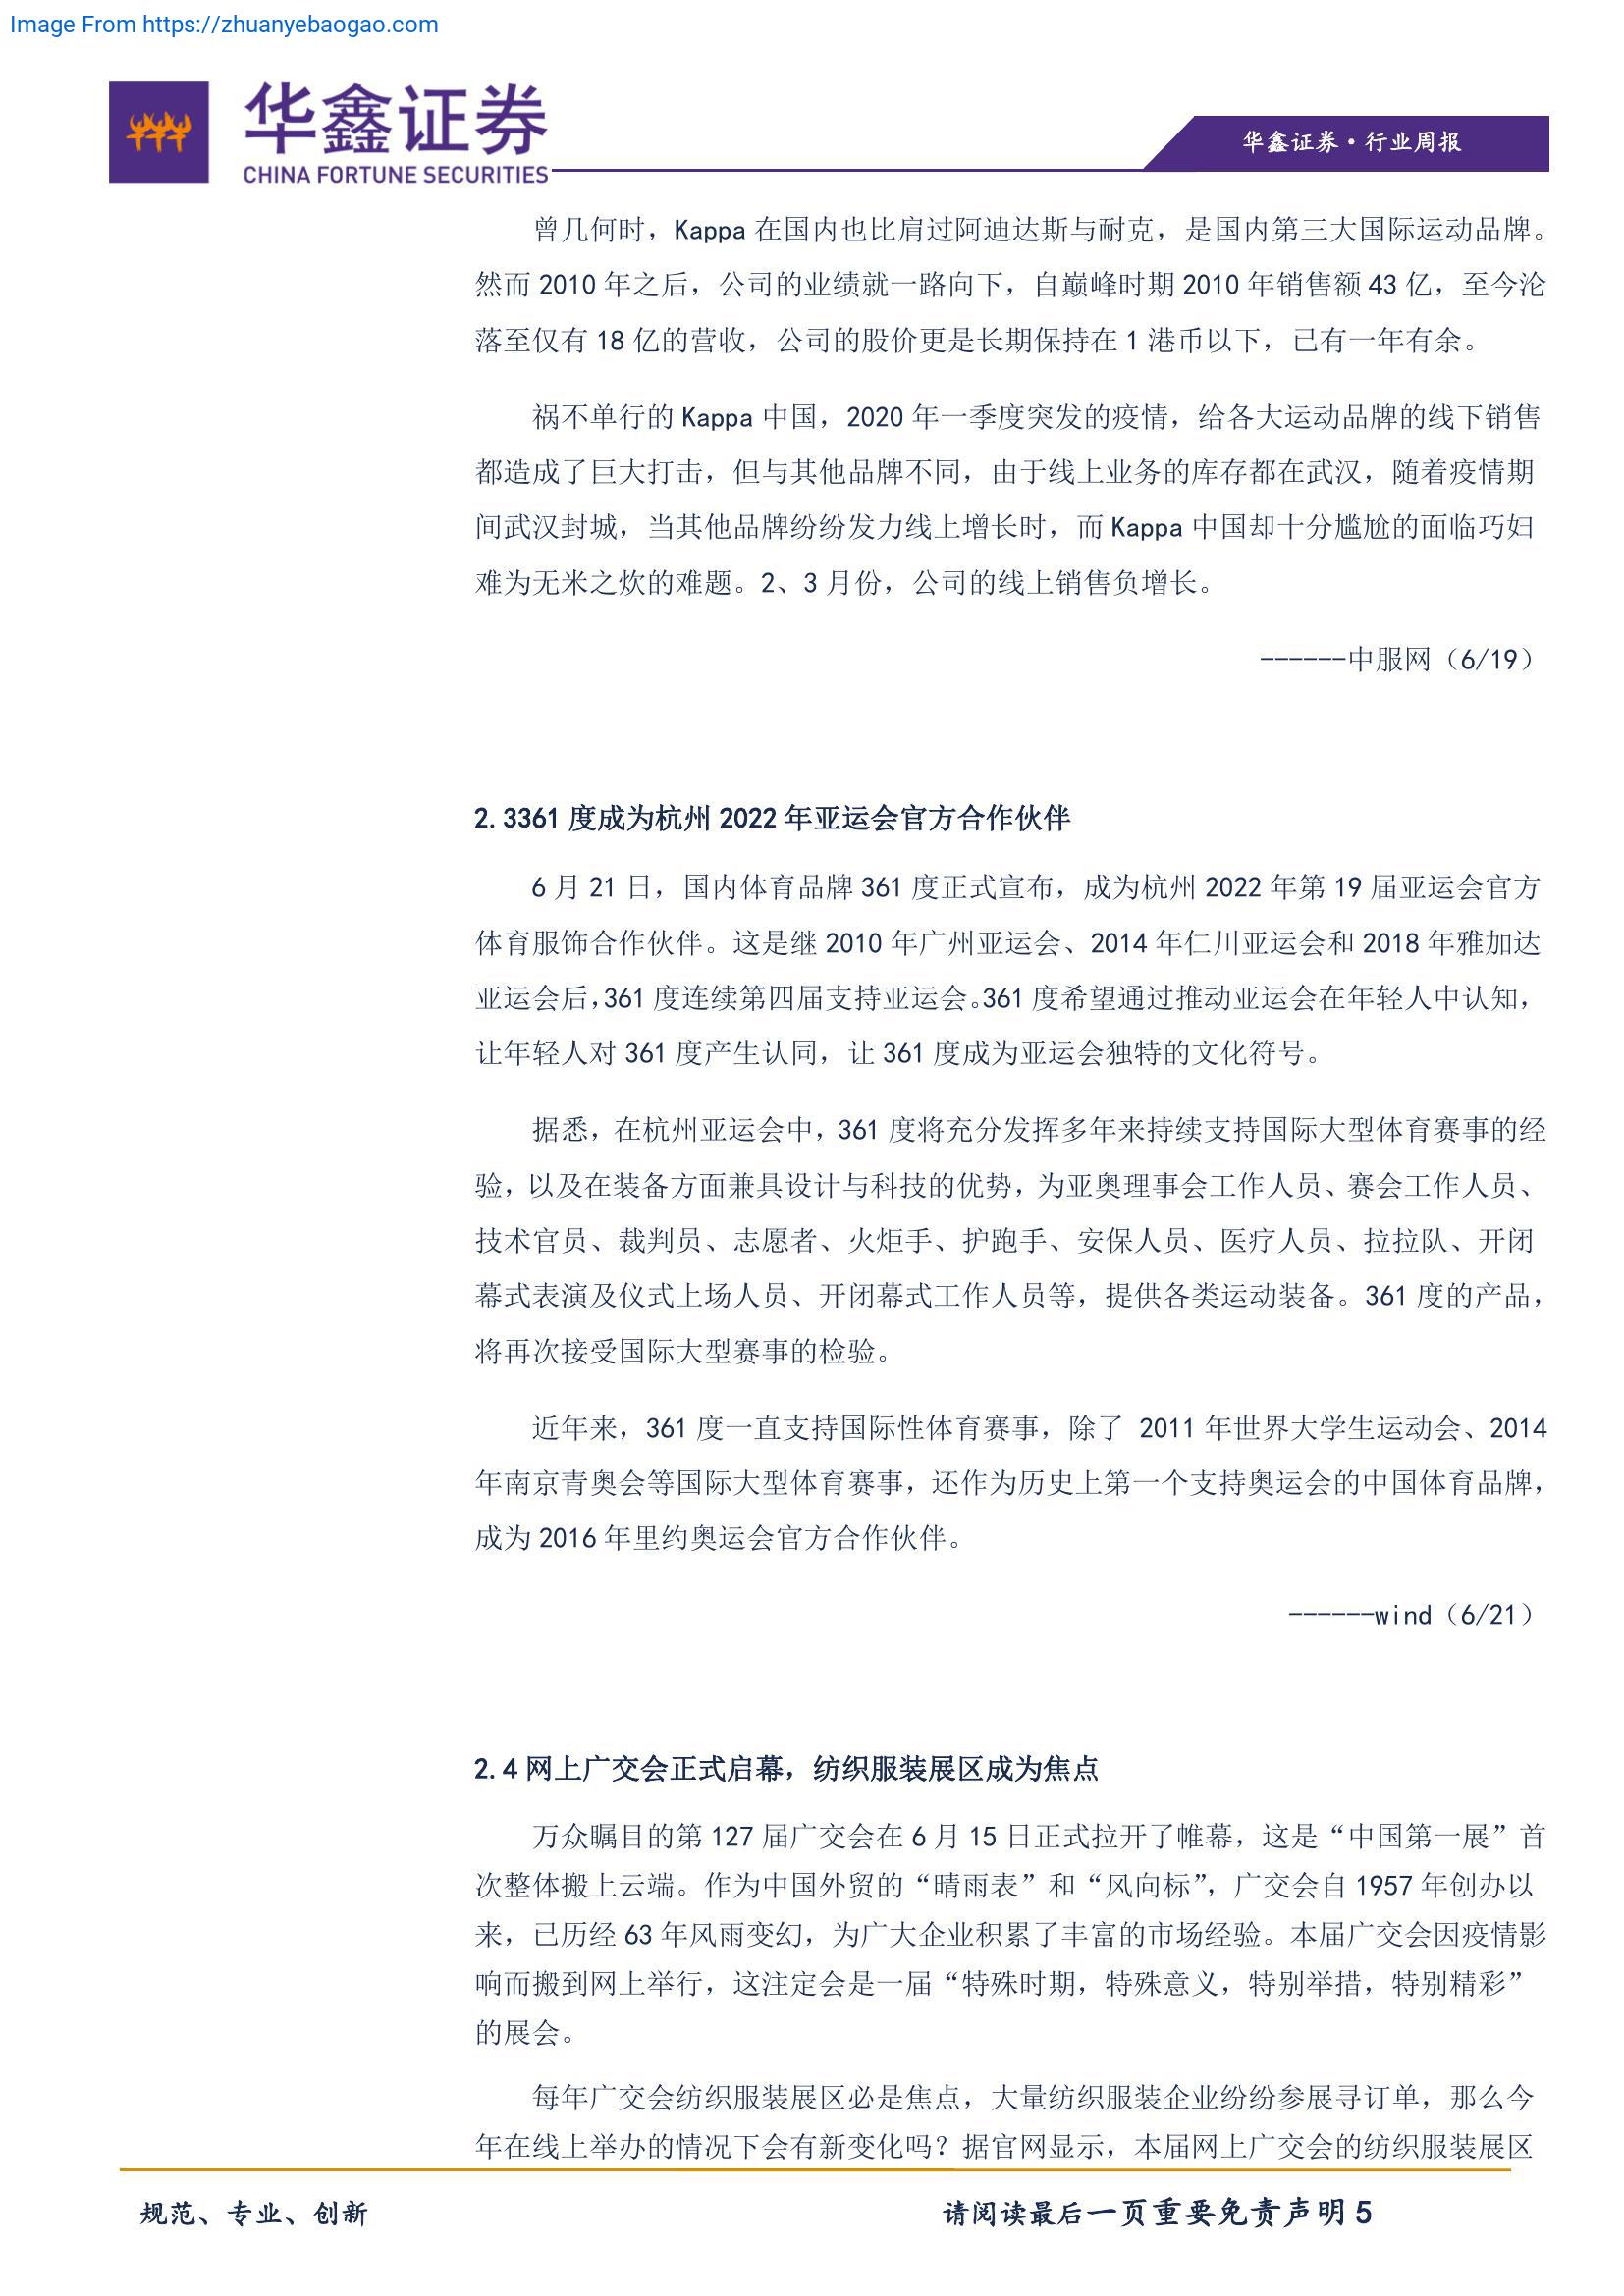 Image From https://zhuanyebaogao.com
华鑫证券
CHINA FORTUNE SECURITIES
华鑫证券·行业周报
曾几何时，Kappa 在国内也比肩过阿迪达斯与耐克，是国内第三大国际运动品牌。
然而 2010 年之后，公司的业绩就一路向下，自巅峰时期 2010 年销售额 43 亿，至今沦
落至仅有 18 亿的营收，公司的股价更是长期保持在 1 港币以下，已有一年有余。
祸不单行的 Kappa 中国，2020 年一季度突发的疫情，给各大运动品牌的线下销售
都造成了巨大打击，但与其他品牌不同，由于线上业务的库存都在武汉，随着疫情期
间武汉封城，当其他品牌纷纷发力线上增长时，而 Kappa 中国却十分尴尬的面临巧妇
难为无米之炊的难题。2、3 月份，公司的线上销售负增长。
------中服网（6/19）
2.3361 度成为杭州 2022 年亚运会官方合作伙伴
6 月 21 日，国内体育品牌 361 度正式宣布，成为杭州 2022 年第 19 届亚运会官方
体育服饰合作伙伴。这是继 2010 年广州亚运会、2014 年仁川亚运会和 2018 年雅加达
亚运会后，361 度连续第四届支持亚运会。361 度希望通过推动亚运会在年轻人中认知，
让年轻人对 361 度产生认同，让 361 度成为亚运会独特的文化符号。
据悉，在杭州亚运会中，361 度将充分发挥多年来持续支持国际大型体育赛事的经
验，以及在装备方面兼具设计与科技的优势，为亚奥理事会工作人员、赛会工作人员、
技术官员、裁判员、志愿者、火炬手、护跑手、安保人员、医疗人员、拉拉队、开闭
幕式表演及仪式上场人员、开闭幕式工作人员等，提供各类运动装备。361 度的产品，
将再次接受国际大型赛事的检验。
近年来，361 度一直支持国际性体育赛事，除了 2011 年世界大学生运动会、2014
年南京青奥会等国际大型体育赛事，还作为历史上第一个支持奥运会的中国体育品牌，
成为 2016 年里约奥运会官方合作伙伴。
------wind（6/21）
2.4 网上广交会正式启幕，纺织服装展区成为焦点
万众瞩目的第 127 届广交会在 6 月 15 日正式拉开了帷幕，这是“中国第一展”首
次整体搬上云端。作为中国外贸的“晴雨表”和“风向标”，广交会自 1957 年创办以
来，已历经 63 年风雨变幻，为广大企业积累了丰富的市场经验。本届广交会因疫情影
响而搬到网上举行，这注定会是一届“特殊时期，特殊意义，特别举措，特别精彩”
的展会。
每年广交会纺织服装展区必是焦点，大量纺织服装企业纷纷参展寻订单，那么今
年在线上举办的情况下会有新变化吗？据官网显示，本届网上广交会的纺织服装展区
规范、专业、创新
请阅读最后一页重要免责声明 5